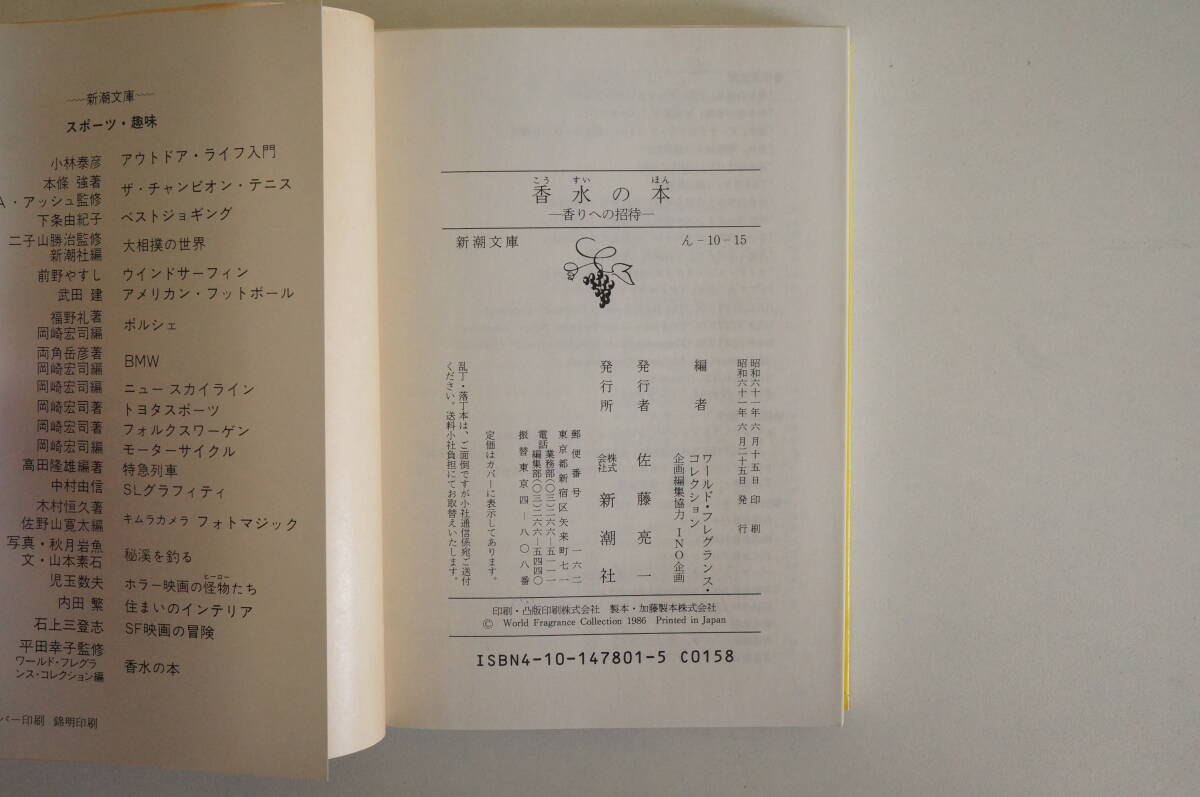 新潮文庫
スポーツ・趣味
小林泰彦 アウトドア・ライフ入門
本條 強著 ザ・チャンピオン・テニス
A・アッシュ監修
下条由紀子 ベストジョギング
二子山勝治監修 大相撲の世界
新潮社編
前野やすし ウインドサーフィン
武田 建 アメリカン・フットボール
福野礼著 ポルシェ
岡崎宏司編
両角岳彦著 BMW
岡崎宏司編
岡崎宏司編 ニュー スカイライン
岡崎宏司著 トヨタスポーツ
岡崎宏司著 フォルクスワーゲン
岡崎宏司編 モーターサイクル
高田隆雄編著 特急列車
中村由信 SLグラフィティ
木村恒久著 キムラカメラ フォトマジック
佐野山寛太編
写真・秋月岩魚 秘溪を釣る
文・山本素石
児玉数夫 ホラー映画の怪物たち
ヒーロー
内田 繁 住まいのインテリア
石上三登志 SF映画の冒険
平田幸子監修 香水の本
ワールド・フレグラ
ンス・コレクション編
バー印刷 錦明印刷
こう すい ほん
香水の本
―香りへの招待―
新潮文庫 ん-10-15
昭和六十一年六月十五日印刷
昭和六十一年六月二十五日発行
編者 ワールド・フレグランス・
コレクション
企画編集協力 INO企画
発行者 佐藤亮一
発行所 株式会社 新潮社
郵便番号 一六二
東京都新宿区矢来町七一
電話 業務部(〇三)二六六―五一一一
編集部(〇三)二六六―五四四〇
振替東京四―八〇八番
定価はカバーに表示してあります。
乱丁・落丁本は、ご面倒ですが小社通信係宛ご送付
ください。送料小社負担にてお取替えいたします。
印刷・凸版印刷株式会社 製本・加藤製本株式会社
© World Fragrance Collection 1986 Printed in Japan
ISBN4-10-147801-5 C0158